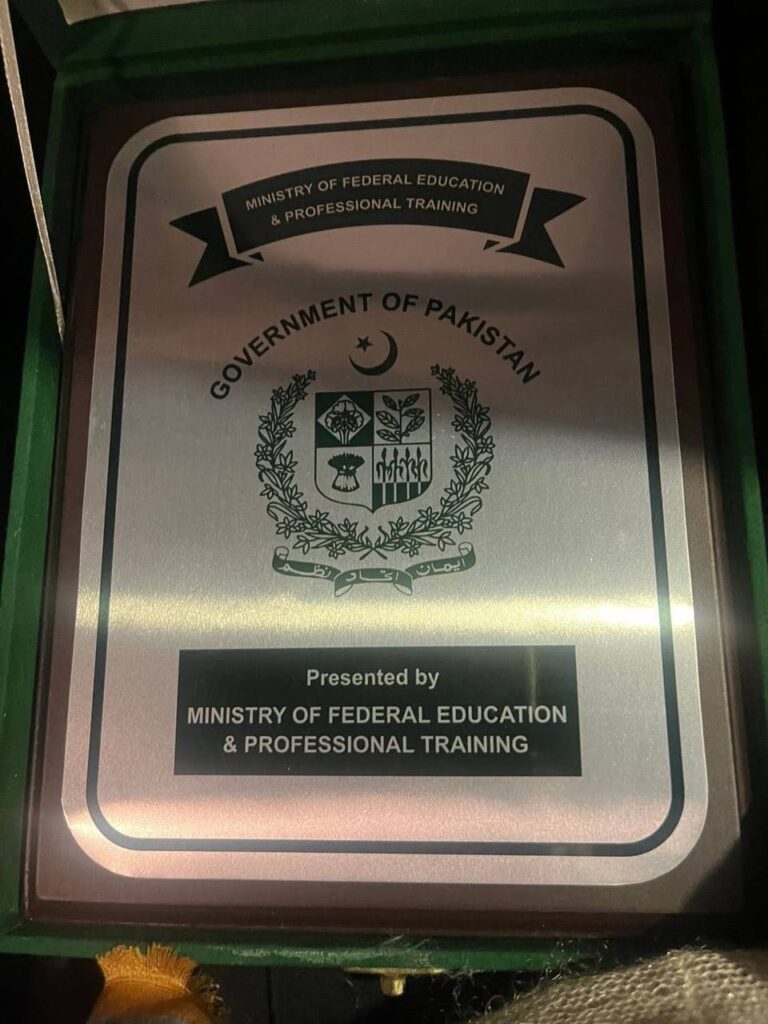 MINISTRY OF FEDERAL EDUCATION
& PROFESSIONAL TRAINING
GOVERNMENT OF PAKISTAN
ایمان اتحاد نظم
Presented by
MINISTRY OF FEDERAL EDUCATION
& PROFESSIONAL TRAINING